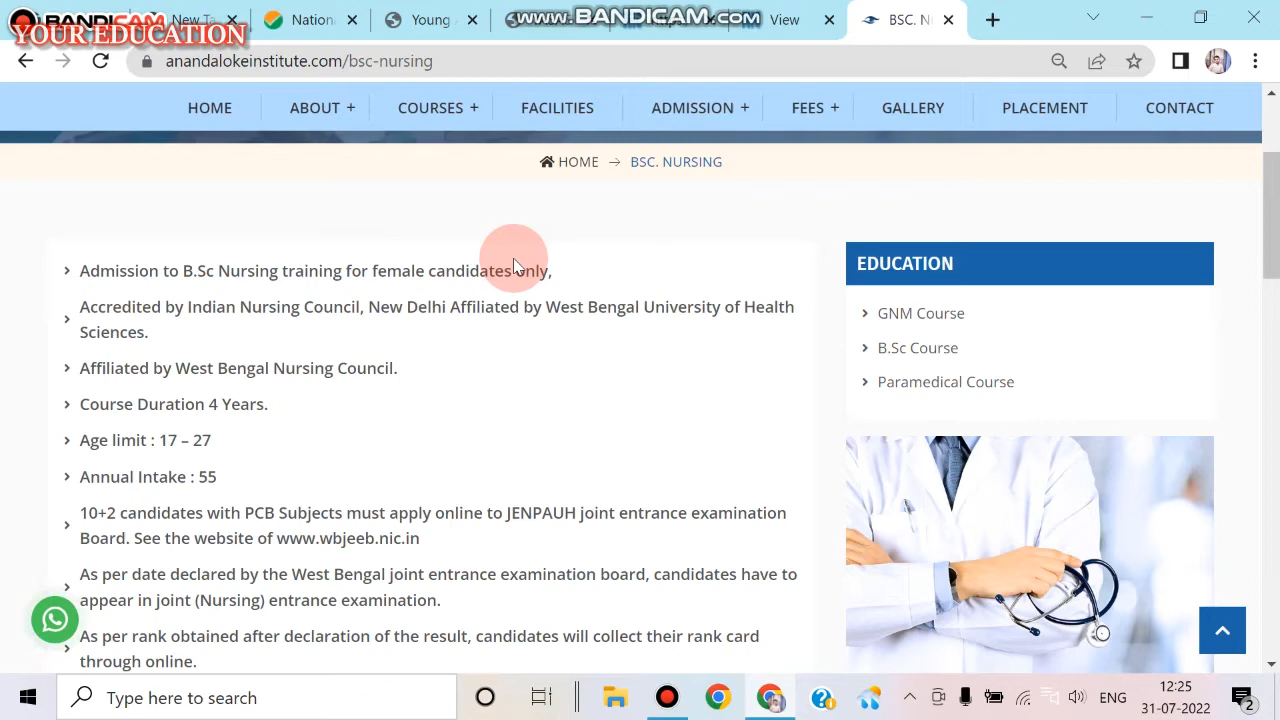 New Ta
Nation
Young
www.BANDICAM.com
View
BSC. N
BANDICAM
YOUR EDUCATION
anandalokeinstitute.com/bsc-nursing
HOME
ABOUT +
COURSES +
FACILITIES
ADMISSION +
FEES +
GALLERY
PLACEMENT
CONTACT
HOME → BSC. NURSING
Admission to B.Sc Nursing training for female candidates only,
Accredited by Indian Nursing Council, New Delhi Affiliated by West Bengal University of Health
Sciences.
Affiliated by West Bengal Nursing Council.
Course Duration 4 Years.
Age limit : 17 – 27
Annual Intake : 55
10+2 candidates with PCB Subjects must apply online to JENPAUH joint entrance examination
Board. See the website of www.wbjeeb.nic.in
As per date declared by the West Bengal joint entrance examination board, candidates have to
appear in joint (Nursing) entrance examination.
As per rank obtained after declaration of the result, candidates will collect their rank card
through online.
EDUCATION
GNM Course
B.Sc Course
Paramedical Course
Type here to search
ENG
12:25
31-07-2022
2